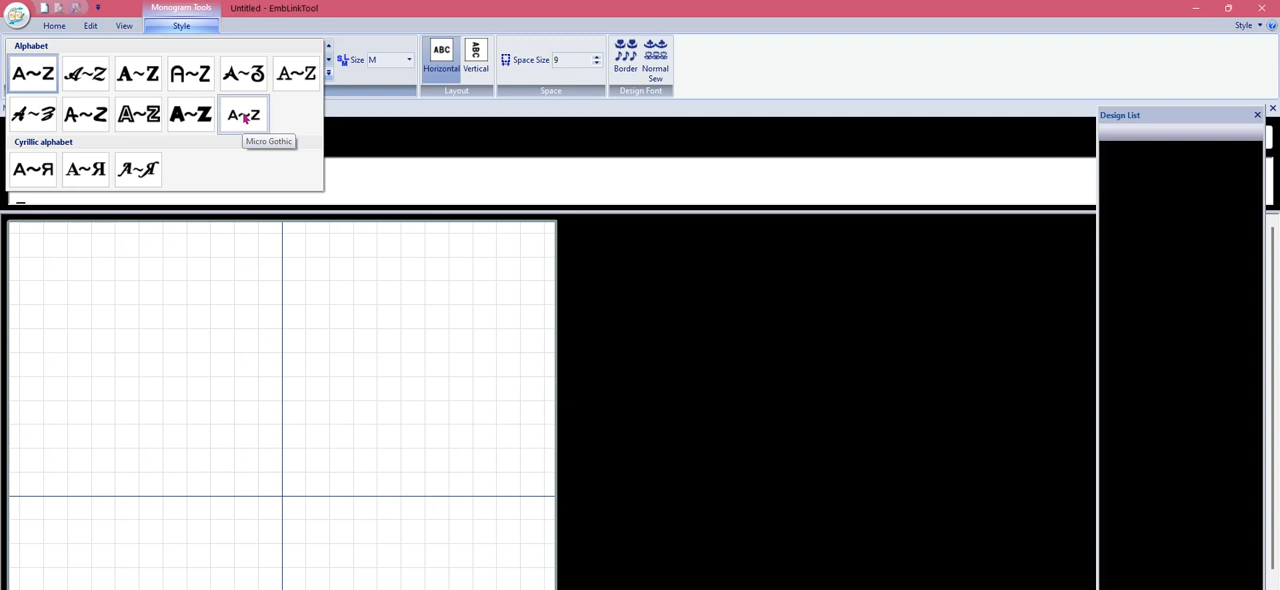 Monogram Tools
Untitled - EmbLinkTool
Home Edit View Style
Style
Alphabet
A~Z A~Z A~Z A~Z A~Z A~Z
A~Z A~Z A~Z A~Z A~Z
Micro Gothic
Cyrillic alphabet
А~Я А~Я А~Я
Size M
ABC Horizontal
ABC Vertical
Layout
Space Size 9
Space
Border
Normal Sew
Design Font
Design List